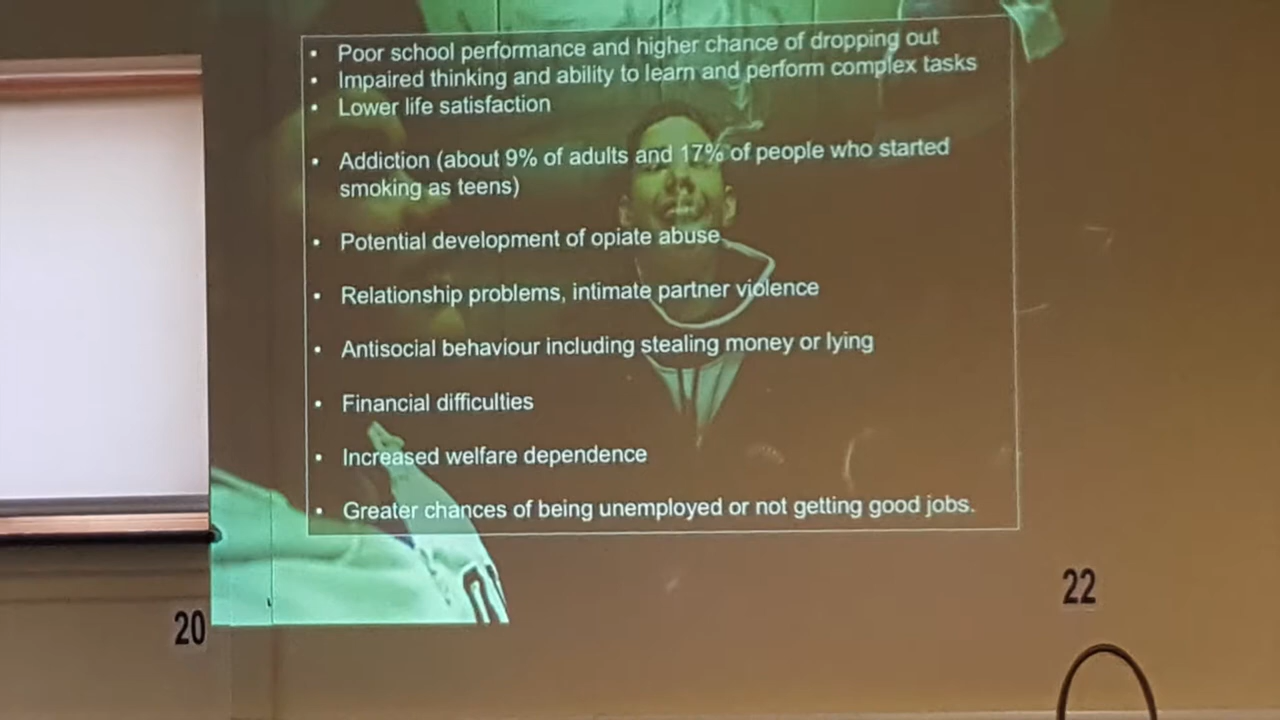 • Poor school performance and higher chance of dropping out
• Impaired thinking and ability to learn and perform complex tasks
• Lower life satisfaction
• Addiction (about 9% of adults and 17% of people who started
smoking as teens)
• Potential development of opiate abuse
• Relationship problems, intimate partner violence
• Antisocial behaviour including stealing money or lying
• Financial difficulties
• Increased welfare dependence
• Greater chances of being unemployed or not getting good jobs.
20
22